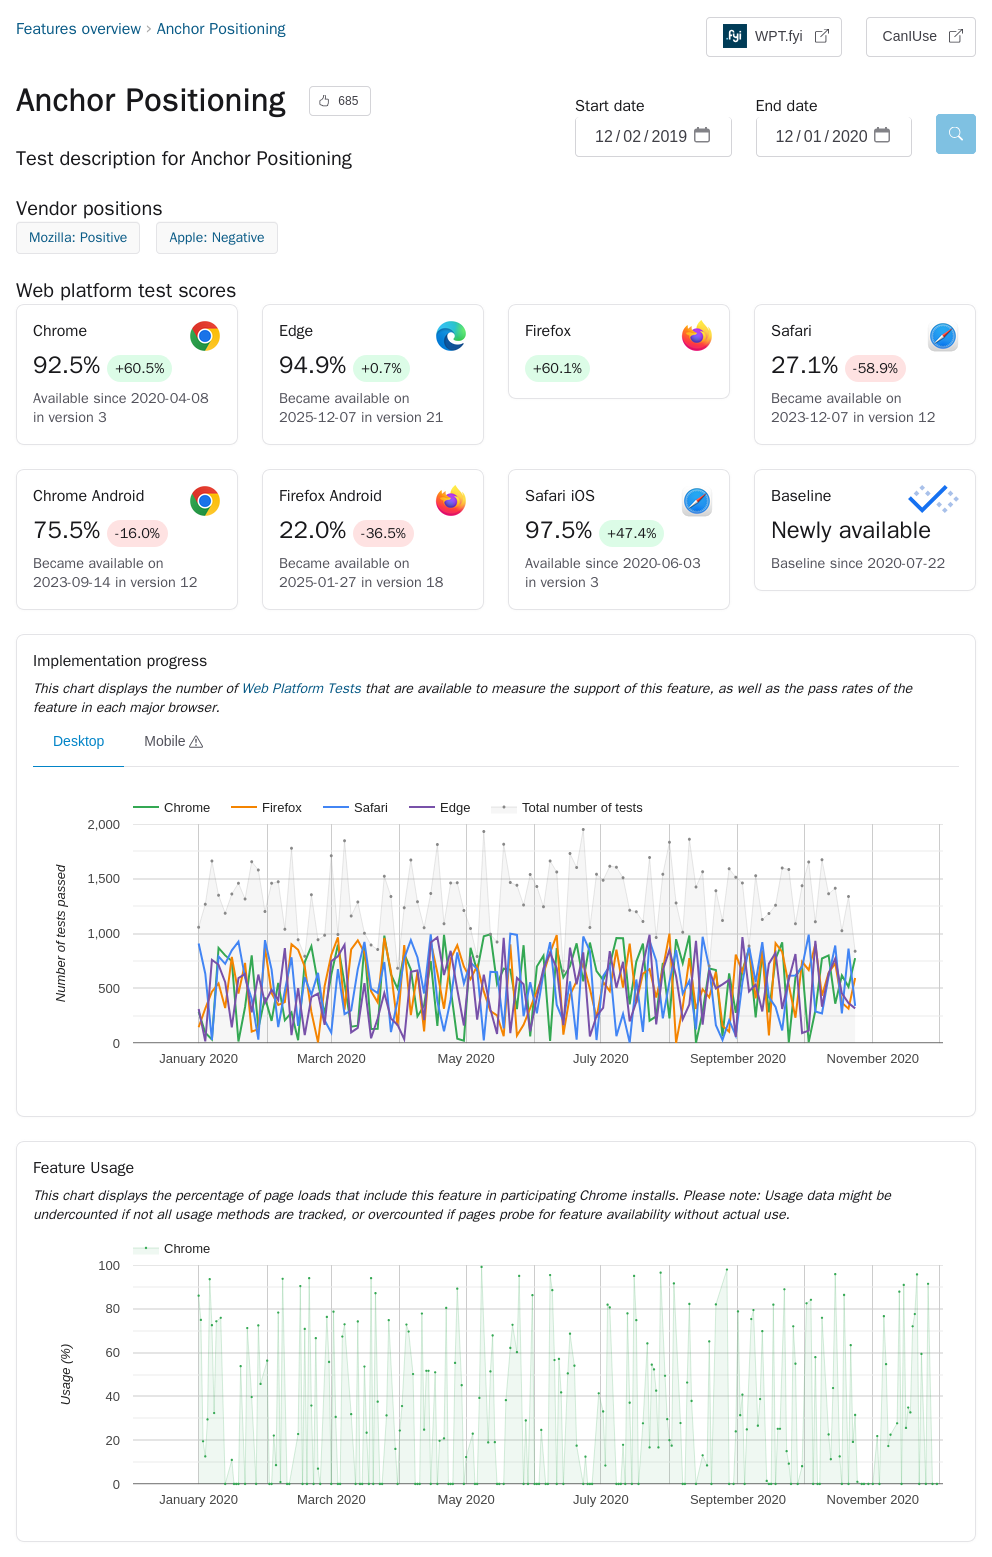 Features overview › Anchor Positioning
.fyi WPT.fyi
CanIUse
Anchor Positioning
685
Start date
End date
12/02/2019
12/01/2020
Test description for Anchor Positioning
Vendor positions
Mozilla: Positive
Apple: Negative
Web platform test scores
Chrome
92.5% +60.5%
Available since 2020-04-08
in version 3
Edge
94.9% +0.7%
Became available on
2025-12-07 in version 21
Firefox
+60.1%
Safari
27.1% -58.9%
Became available on
2023-12-07 in version 12
Chrome Android
75.5% -16.0%
Became available on
2023-09-14 in version 12
Firefox Android
22.0% -36.5%
Became available on
2025-01-27 in version 18
Safari iOS
97.5% +47.4%
Available since 2020-06-03
in version 3
Baseline
Newly available
Baseline since 2020-07-22
Implementation progress
This chart displays the number of Web Platform Tests that are available to measure the support of this feature, as well as the pass rates of the
feature in each major browser.
Desktop
Mobile
Chrome
Firefox
Safari
Edge
Total number of tests
Number of tests passed
2,000
1,500
1,000
500
0
January 2020
March 2020
May 2020
July 2020
September 2020
November 2020
Feature Usage
This chart displays the percentage of page loads that include this feature in participating Chrome installs. Please note: Usage data might be
undercounted if not all usage methods are tracked, or overcounted if pages probe for feature availability without actual use.
Chrome
Usage (%)
100
80
60
40
20
0
January 2020
March 2020
May 2020
July 2020
September 2020
November 2020